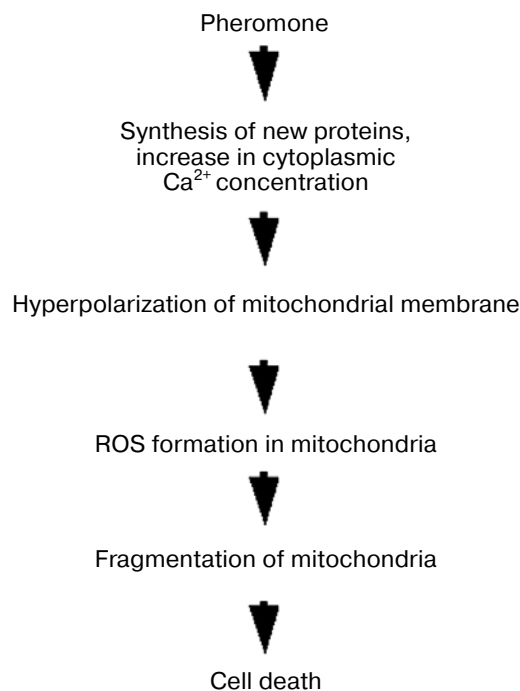 Pheromone
Synthesis of new proteins,
increase in cytoplasmic
Ca²⁺ concentration
Hyperpolarization of mitochondrial membrane
ROS formation in mitochondria
Fragmentation of mitochondria
Cell death